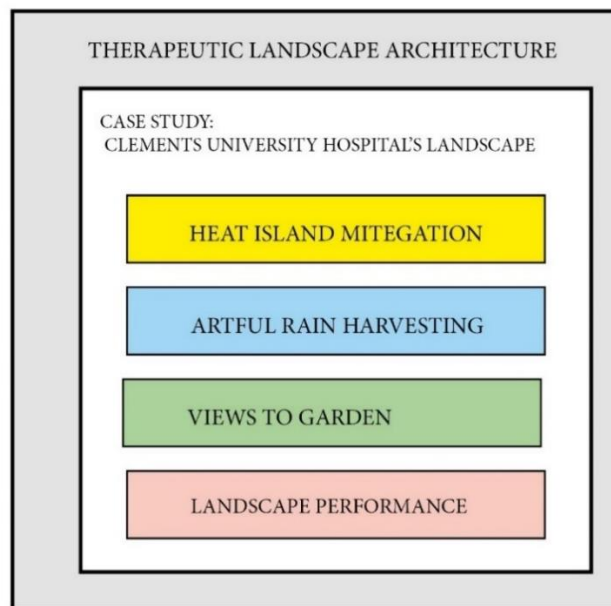 THERAPEUTIC LANDSCAPE ARCHITECTURE
CASE STUDY:
CLEMENTS UNIVERSITY HOSPITAL'S LANDSCAPE
HEAT ISLAND MITEGATION
ARTFUL RAIN HARVESTING
VIEWS TO GARDEN
LANDSCAPE PERFORMANCE